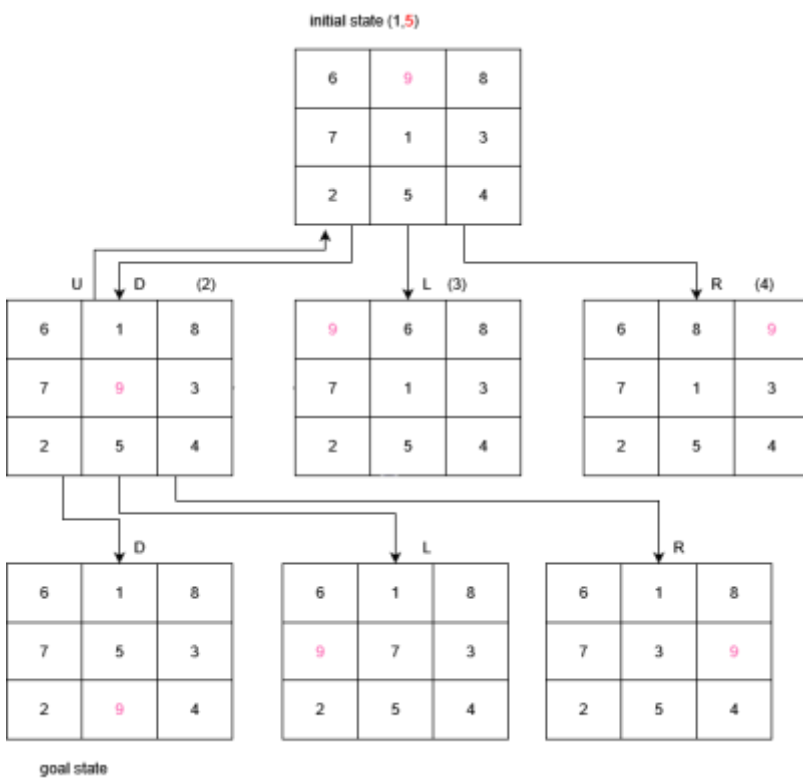 initial state (1,5)
6 9 8
7 1 3
2 5 4
U D (2) L (3) R (4)
6 1 8 9 6 8 6 8 9
7 9 3 7 1 3 7 1 3
2 5 4 2 5 4 2 5 4
D L R
6 1 8 6 1 8 6 1 8
7 5 3 9 7 3 7 3 9
2 9 4 2 5 4 2 5 4
goal state